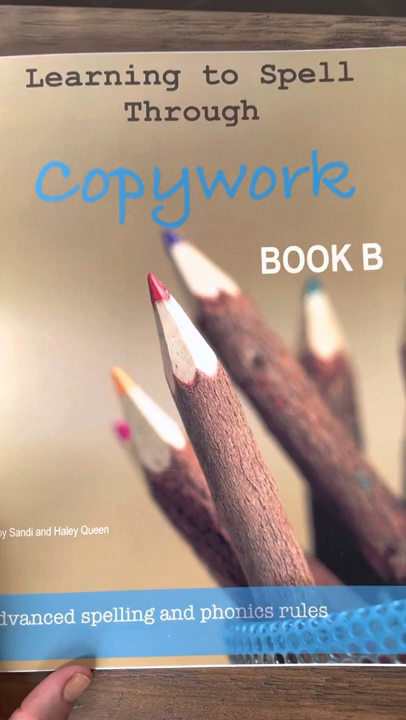 Learning to Spell
Through
Copywork
BOOK B
by Sandi and Haley Queen
dvanced spelling and phonics rules